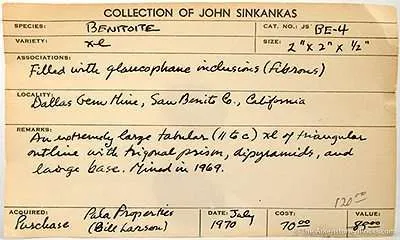 COLLECTION OF JOHN SINKANKAS
SPECIES: BENITOITE CAT. NO.: JS BE-4
VARIETY: xl SIZE: 2" x 2" x ½"
ASSOCIATIONS:
Filled with glaucophane inclusions (fibrous)
LOCALITY:
Dallas Gem Mine, San Benito Co., California
REMARKS:
An extremely large tabular (11 to c) xl of triangular
outline with trigonal prism, dipyramids, and
large base. Mined in 1969.
120.00
ACQUIRED: Pala Properties DATE: July COST: VALUE:
Purchase (Bill Larson) 1970 70.00